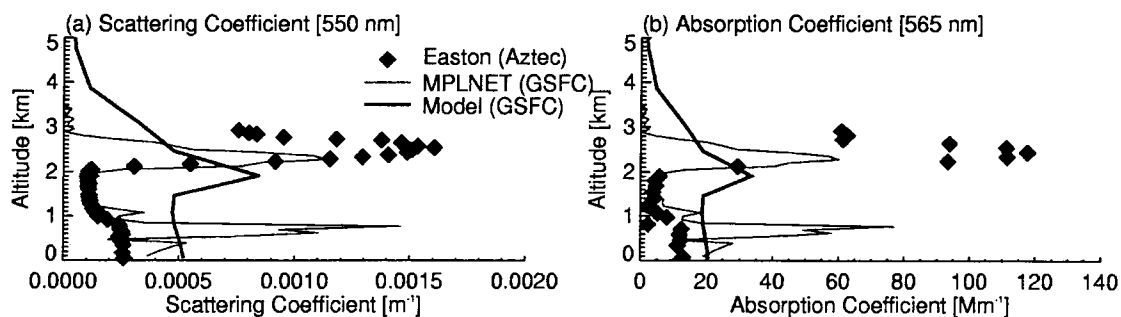 (a) Scattering Coefficient [550 nm]
5
4
3
2
1
0
Altitude [km]
Easton (Aztec)
MPLNET (GSFC)
Model (GSFC)
0.0000 0.0005 0.0010 0.0015 0.0020
Scattering Coefficient [m⁻¹]
(b) Absorption Coefficient [565 nm]
5
4
3
2
1
0
Altitude [km]
0 20 40 60 80 100 120 140
Absorption Coefficient [Mm⁻¹]